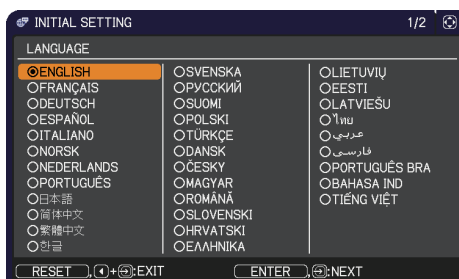 INITIAL SETTING 1/2
LANGUAGE
ENGLISH
FRANÇAIS
DEUTSCH
ESPAÑOL
ITALIANO
NORSK
NEDERLANDS
PORTUGUÊS
日本語
简体中文
繁體中文
한글
SVENSKA
РУССКИЙ
SUOMI
POLSKI
TÜRKÇE
DANSK
ČESKY
MAGYAR
ROMÂNĂ
SLOVENSKI
HRVATSKI
ΕΛΛΗΝΙΚΑ
LIETUVIŲ
EESTI
LATVIEŠU
ไทย
عربي
فارسی
PORTUGUÊS BRA
BAHASA IND
TIẾNG VIỆT
RESET , + :EXIT ENTER , :NEXT